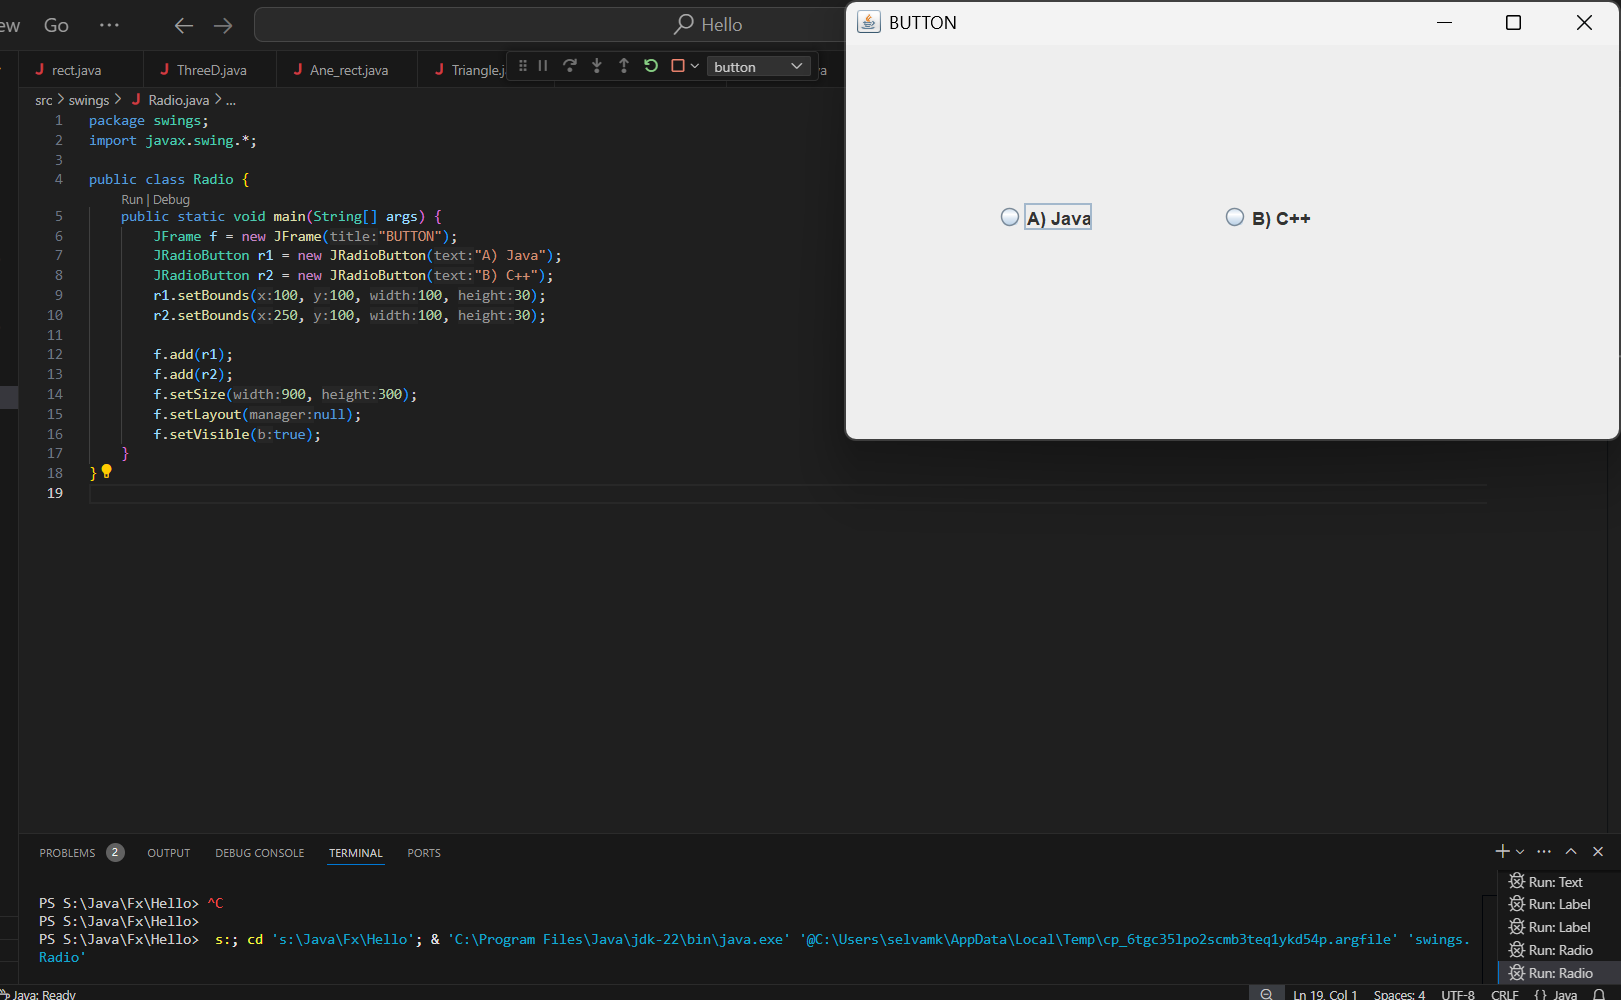 Go ···
Hello
BUTTON
rect.java
ThreeD.java
Ane_rect.java
Triangle.j
button
src > swings > J Radio.java > ...
1 package swings;
2 import javax.swing.*;
3
4 public class Radio {
Run | Debug
5 public static void main(String[] args) {
6 JFrame f = new JFrame(title:"BUTTON");
7 JRadioButton r1 = new JRadioButton(text:"A) Java");
8 JRadioButton r2 = new JRadioButton(text:"B) C++");
9 r1.setBounds(x:100, y:100, width:100, height:30);
10 r2.setBounds(x:250, y:100, width:100, height:30);
11
12 f.add(r1);
13 f.add(r2);
14 f.setSize(width:900, height:300);
15 f.setLayout(manager:null);
16 f.setVisible(b:true);
17 }
18 }
19
A) Java
B) C++
PROBLEMS 2 OUTPUT DEBUG CONSOLE TERMINAL PORTS
PS S:\Java\Fx\Hello> ^C
PS S:\Java\Fx\Hello>
PS S:\Java\Fx\Hello> s:; cd 's:\Java\Fx\Hello'; & 'C:\Program Files\Java\jdk-22\bin\java.exe' '@C:\Users\selvamk\AppData\Local\Temp\cp_6tgc35lpo2scmb3teq1ykd54p.argfile' 'swings.
Radio'
Run: Text
Run: Label
Run: Label
Run: Radio
Run: Radio
Java: Ready
Ln 19, Col 1 Spaces: 4 UTF-8 CRLF {} Java